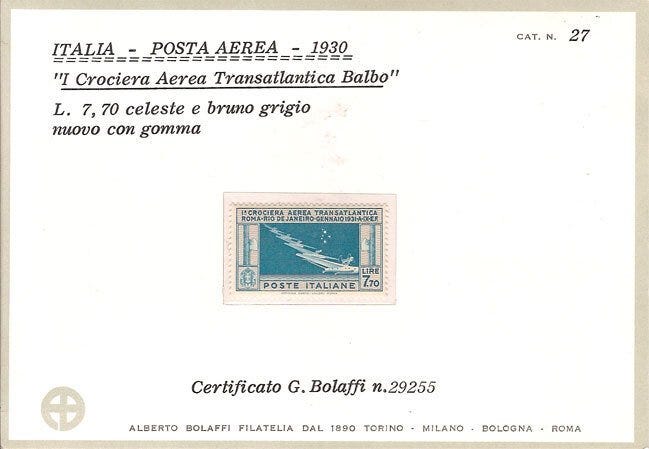 ITALIA - POSTA AEREA - 1930
CAT. N. 27
"I Crociera Aerea Transatlantica Balbo"
L. 7,70 celeste e bruno grigio
nuovo con gomma
Iª CROCIERA AEREA TRANSATLANTICA
ROMA-RIO DE JANEIRO-GENNAIO 1931-A.IX-E.F.
LIRE
7.70
POSTE ITALIANE
Certificato G. Bolaffi n.29255
ALBERTO BOLAFFI FILATELIA DAL 1890 TORINO - MILANO - BOLOGNA - ROMA